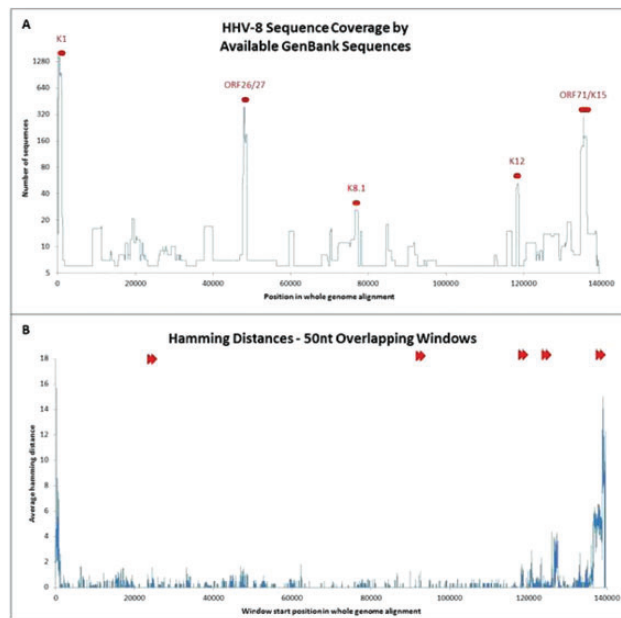 A
HHV-8 Sequence Coverage by
Available GenBank Sequences
K1
ORF26/27
K8.1
K12
ORF71/K15
Number of sequences
1280
640
320
160
80
40
20
10
5
0
20000
40000
60000
80000
100000
120000
140000
Position in whole genome alignment
B
Hamming Distances - 50nt Overlapping Windows
Average hamming distance
18
16
14
12
10
8
6
4
2
0
0
20000
40000
60000
80000
100000
120000
140000
Window start position in whole genome alignment